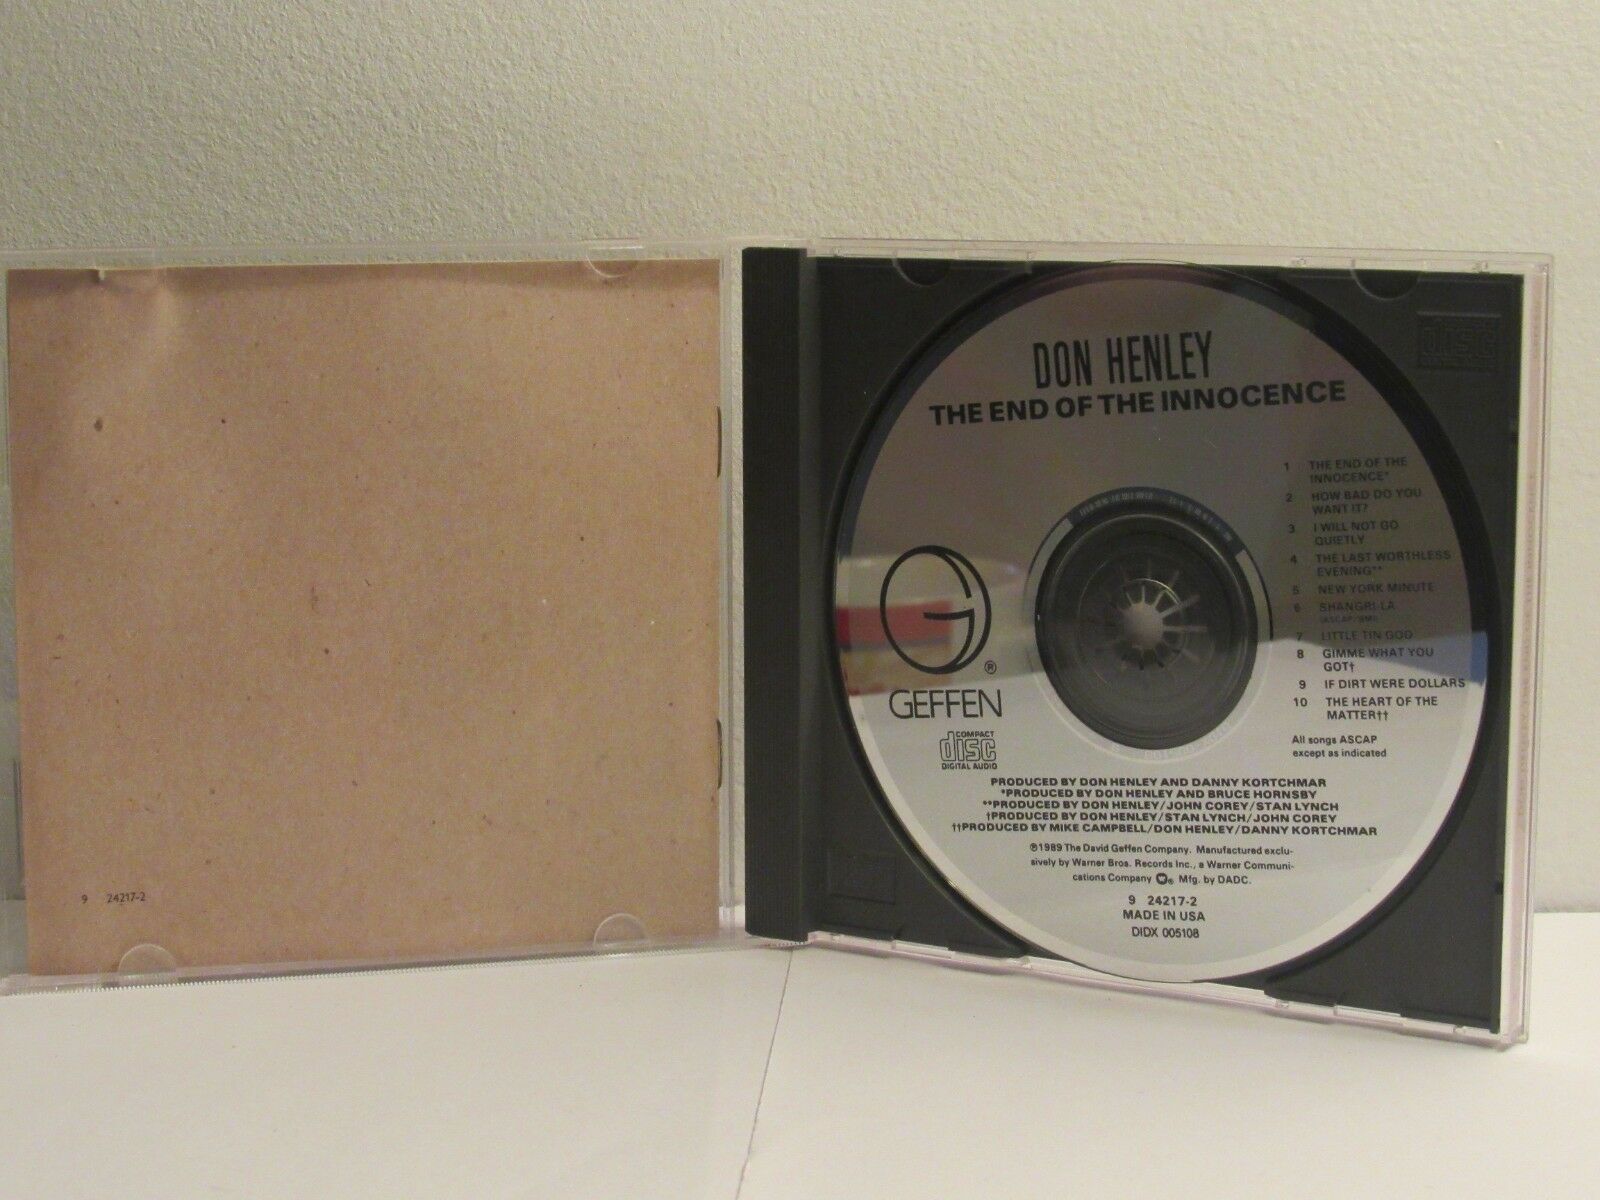 9 24217-2
DON HENLEY
THE END OF THE INNOCENCE
1 THE END OF THE
INNOCENCE*
2 HOW BAD DO YOU
WANT IT?
3 I WILL NOT GO
QUIETLY
4 THE LAST WORTHLESS
EVENING**
5 NEW YORK MINUTE
6 SHANGRI-LA
(ASCAP/BMI)
7 LITTLE TIN GOD
8 GIMME WHAT YOU
GOT†
9 IF DIRT WERE DOLLARS
10 THE HEART OF THE
MATTER††
All songs ASCAP
except as indicated
G
®
GEFFEN
COMPACT
disc
DIGITAL AUDIO
PRODUCED BY DON HENLEY AND DANNY KORTCHMAR
*PRODUCED BY DON HENLEY AND BRUCE HORNSBY
**PRODUCED BY DON HENLEY/JOHN COREY/STAN LYNCH
†PRODUCED BY DON HENLEY/STAN LYNCH/JOHN COREY
††PRODUCED BY MIKE CAMPBELL/DON HENLEY/DANNY KORTCHMAR
℗1989 The David Geffen Company. Manufactured exclu-
sively by Warner Bros. Records Inc., a Warner Communi-
cations Company ®. Mfg. by DADC.
9 24217-2
MADE IN USA
DIDX 005108
disc